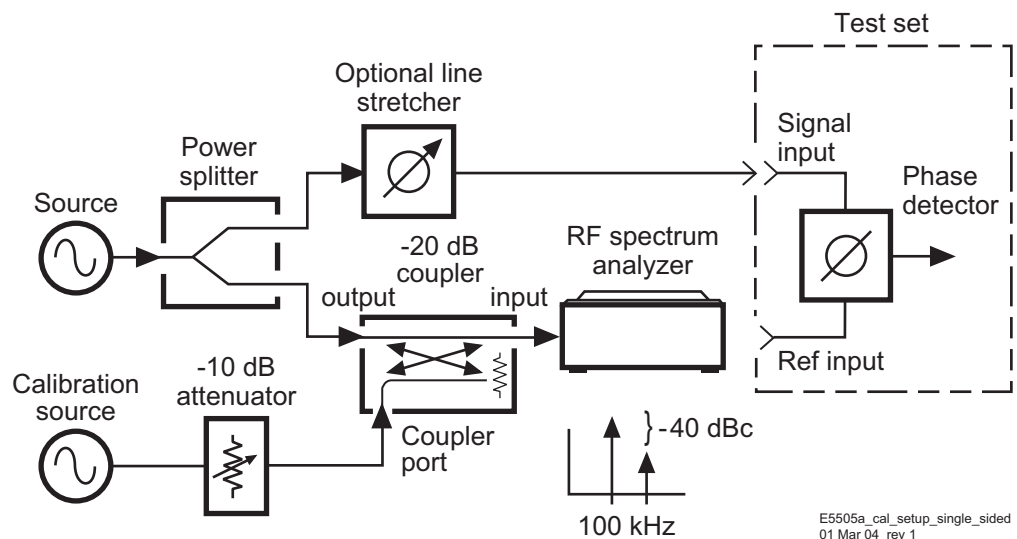 Test set
Optional line
stretcher
Signal
input
Power
splitter
Phase
detector
Source
-20 dB
coupler
RF spectrum
analyzer
output
input
Ref input
Calibration
source
-10 dB
attenuator
Coupler
port
-40 dBc
100 kHz
E5505a_cal_setup_single_sided
01 Mar 04 rev 1